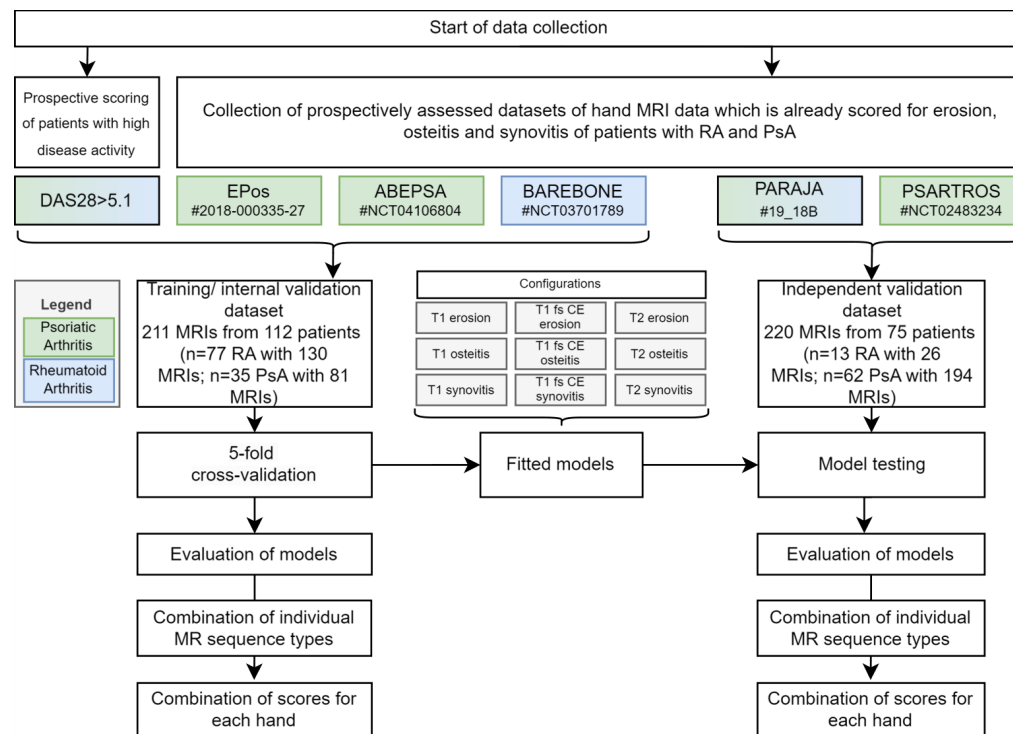 Start of data collection
Prospective scoring
of patients with high
disease activity
Collection of prospectively assessed datasets of hand MRI data which is already scored for erosion,
osteitis and synovitis of patients with RA and PsA
DAS28>5.1
EPos
#2018-000335-27
ABEPSA
#NCT04106804
BAREBONE
#NCT03701789
PARAJA
#19_18B
PSARTROS
#NCT02483234
Legend
Psoriatic
Arthritis
Rheumatoid
Arthritis
Training/ internal validation
dataset
211 MRIs from 112 patients
(n=77 RA with 130
MRIs; n=35 PsA with 81
MRIs)
Configurations
T1 erosion
T1 fs CE
erosion
T2 erosion
T1 osteitis
T1 fs CE
osteitis
T2 osteitis
T1 synovitis
T1 fs CE
synovitis
T2 synovitis
Independent validation
dataset
220 MRIs from 75 patients
(n=13 RA with 26
MRIs; n=62 PsA with 194
MRIs)
5-fold
cross-validation
Fitted models
Model testing
Evaluation of models
Evaluation of models
Combination of individual
MR sequence types
Combination of individual
MR sequence types
Combination of scores for
each hand
Combination of scores for
each hand